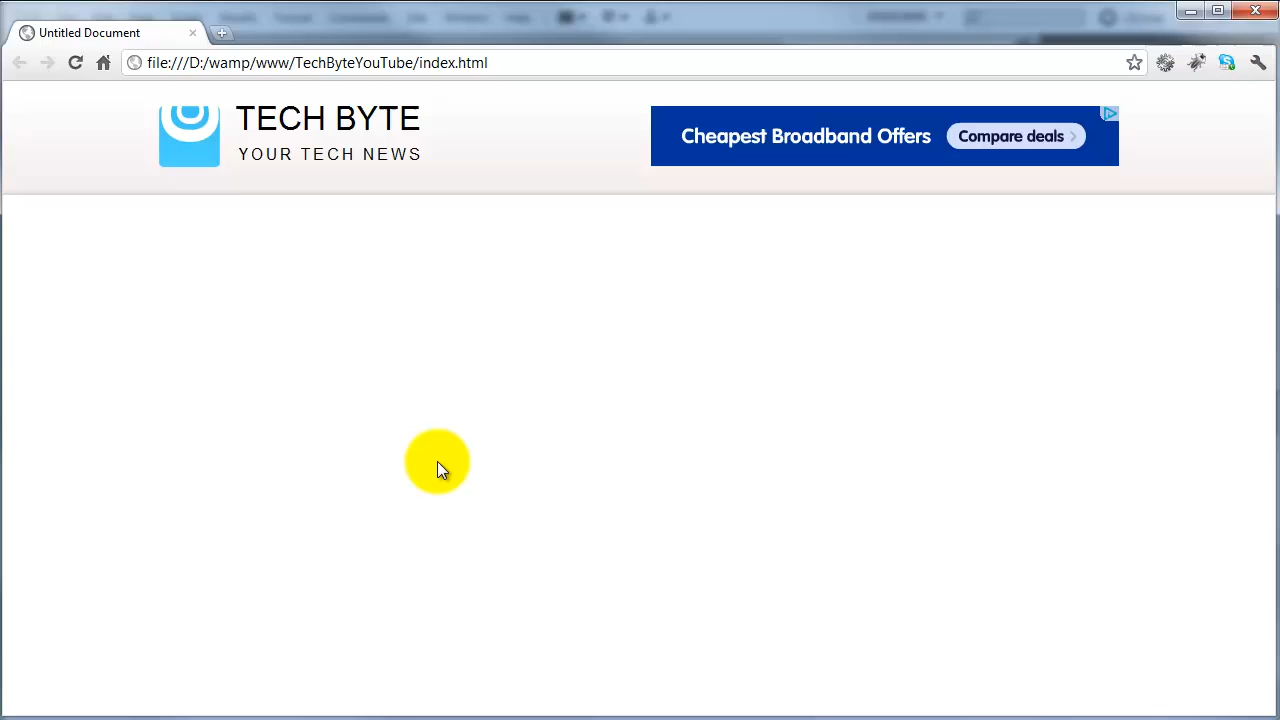 Untitled Document
file:///D:/wamp/www/TechByteYouTube/index.html
TECH BYTE
YOUR TECH NEWS
Cheapest Broadband Offers
Compare deals